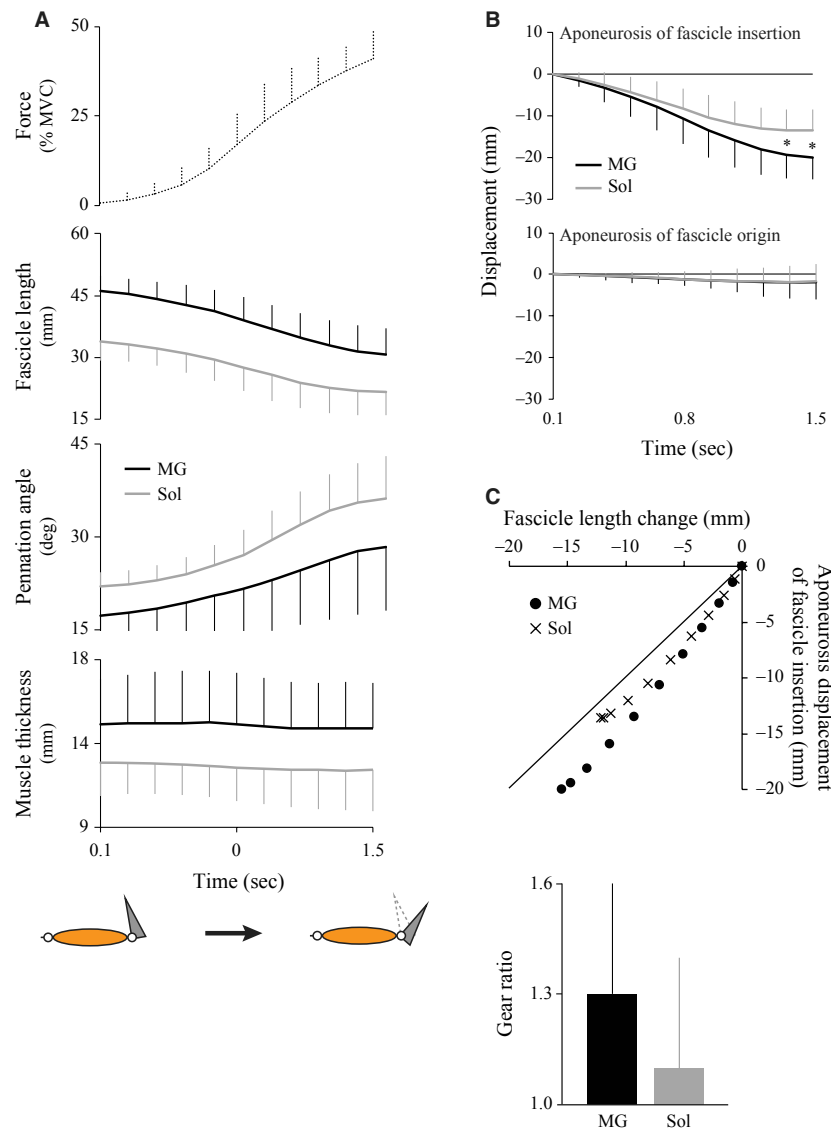 A
50
25
0
Force
(% MVC)
60
45
30
15
Fascicle length
(mm)
45
30
15
Pennation angle
(deg)
MG
Sol
18
14
9
Muscle thickness
(mm)
0.1
0
1.5
Time (sec)
B
Aponeurosis of fascicle insertion
10
0
–10
–20
–30
MG
Sol
*
*
Displacement (mm)
Aponeurosis of fascicle origin
10
0
–10
–20
–30
0.1
0.8
1.5
Time (sec)
C
Fascicle length change (mm)
–20
–15
–10
–5
0
0
–5
–10
–15
–20
MG
Sol
Aponeurosis displacement
of fascicle insertion (mm)
1.6
1.3
1.0
Gear ratio
MG
Sol